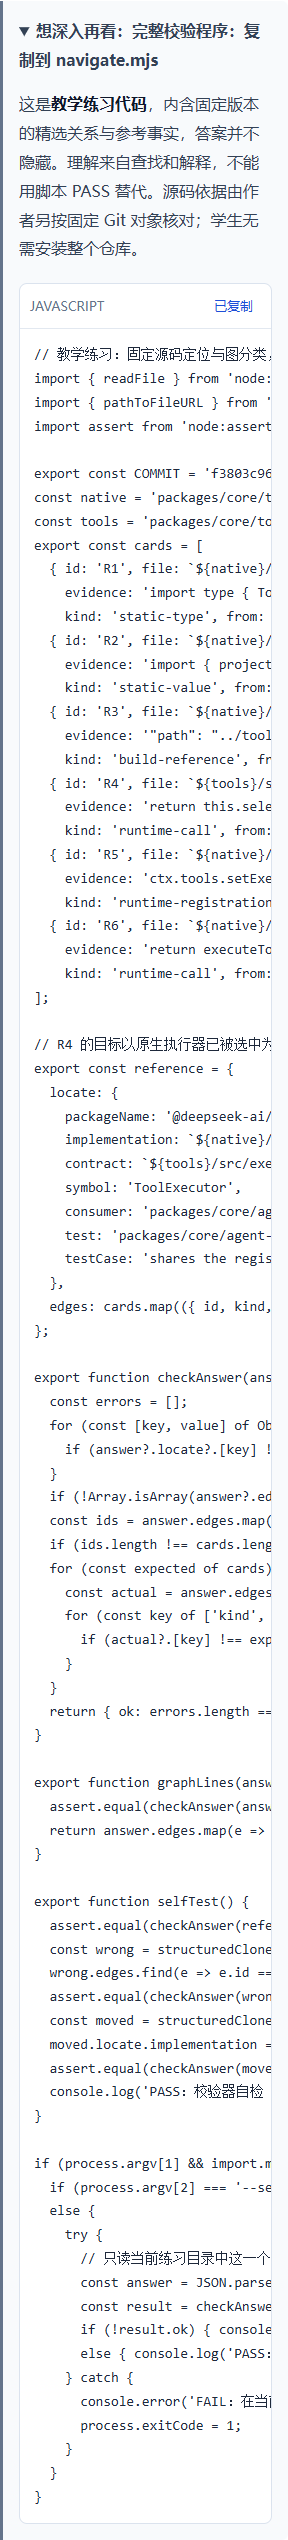 ▼ 想深入再看：完整校验程序：复
制到 navigate.mjs
这是教学练习代码，内含固定版本
的精选关系与参考事实，答案并不
隐藏。理解来自查找和解释，不能
用脚本 PASS 替代。源码依据由作
者另按固定 Git 对象核对；学生无
需安装整个仓库。
JAVASCRIPT 已复制
// 教学练习：固定源码定位与图分类，
import { readFile } from 'node:
import { pathToFileURL } from '
import assert from 'node:assert
export const COMMIT = 'f3803c96
const native = 'packages/core/t
const tools = 'packages/core/to
export const cards = [
  { id: 'R1', file: `${native}/
    evidence: 'import type { To
    kind: 'static-type', from:
  { id: 'R2', file: `${native}/
    evidence: 'import { project
    kind: 'static-value', from:
  { id: 'R3', file: `${native}/
    evidence: '"path": "../tool
    kind: 'build-reference', fr
  { id: 'R4', file: `${tools}/s
    evidence: 'return this.sele
    kind: 'runtime-call', from:
  { id: 'R5', file: `${native}/
    evidence: 'ctx.tools.setExe
    kind: 'runtime-registration
  { id: 'R6', file: `${native}/
    evidence: 'return executeTo
    kind: 'runtime-call', from:
];
// R4 的目标以原生执行器已被选中为
export const reference = {
  locate: {
    packageName: '@deepseek-ai/
    implementation: `${native}/
    contract: `${tools}/src/exe
    symbol: 'ToolExecutor',
    consumer: 'packages/core/ag
    test: 'packages/core/agent-
    testCase: 'shares the regis
  },
  edges: cards.map(({ id, kind,
};
export function checkAnswer(ans
  const errors = [];
  for (const [key, value] of Ob
    if (answer?.locate?.[key] !
  }
  if (!Array.isArray(answer?.ed
  const ids = answer.edges.map(
  if (ids.length !== cards.leng
  for (const expected of cards)
    const actual = answer.edges
    for (const key of ['kind',
      if (actual?.[key] !== exp
    }
  }
  return { ok: errors.length ==
}
export function graphLines(answ
  assert.equal(checkAnswer(answ
  return answer.edges.map(e =>
}
export function selfTest() {
  assert.equal(checkAnswer(refe
  const wrong = structuredClone
  wrong.edges.find(e => e.id ==
  assert.equal(checkAnswer(wron
  const moved = structuredClone
  moved.locate.implementation =
  assert.equal(checkAnswer(move
  console.log('PASS：校验器自检
}
if (process.argv[1] && import.m
  if (process.argv[2] === '--se
  else {
    try {
      // 只读当前练习目录中这一个
      const answer = JSON.parse
      const result = checkAnswe
      if (!result.ok) { console
      else { console.log('PASS：
    } catch {
      console.error('FAIL：在当前
      process.exitCode = 1;
    }
  }
}